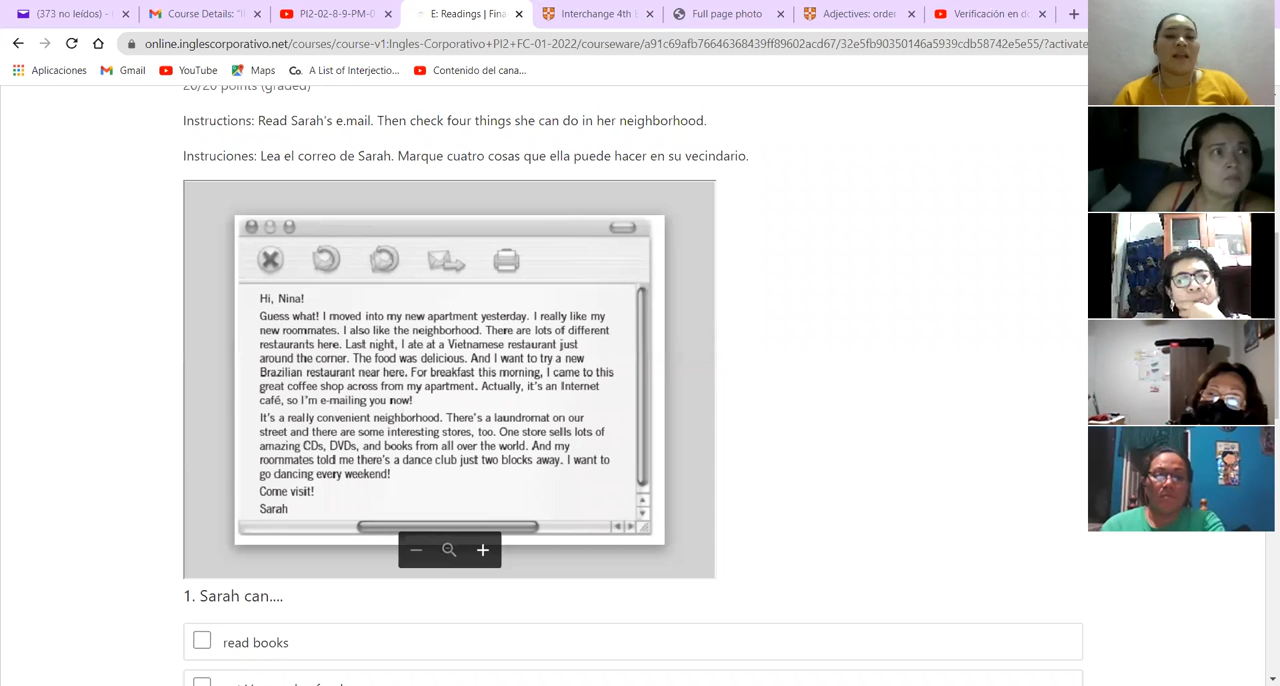 (373 no leídos) - 
Course Details: "I
PI2-02-8-9-PM-0
E: Readings | Fina
Interchange 4th E
Full page photo
Adjectives: order
Verificación en do
online.inglescorporativo.net/courses/course-v1:Ingles-Corporativo+PI2+FC-01-2022/courseware/a91c69afb76646368439ff89602acd67/32e5fb90350146a5939cdb58742e5e55/?activate
Aplicaciones
Gmail
YouTube
Maps
Co. A List of Interjectio...
Contenido del cana...
20/20 points (graded)
Instructions: Read Sarah's e.mail. Then check four things she can do in her neighborhood.
Instruciones: Lea el correo de Sarah. Marque cuatro cosas que ella puede hacer en su vecindario.
Hi, Nina!
Guess what! I moved into my new apartment yesterday. I really like my
new roommates. I also like the neighborhood. There are lots of different
restaurants here. Last night, I ate at a Vietnamese restaurant just
around the corner. The food was delicious. And I want to try a new
Brazilian restaurant near here. For breakfast this morning, I came to this
great coffee shop across from my apartment. Actually, it's an Internet
café, so I'm e-mailing you now!
It's a really convenient neighborhood. There's a laundromat on our
street and there are some interesting stores, too. One store sells lots of
amazing CDs, DVDs, and books from all over the world. And my
roommates told me there's a dance club just two blocks away. I want to
go dancing every weekend!
Come visit!
Sarah
1. Sarah can....
read books